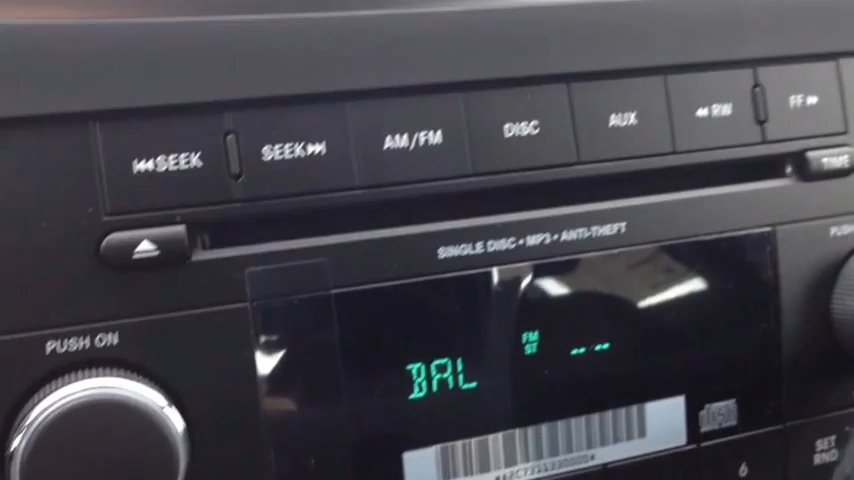 ⏮SEEK SEEK⏭ AM/FM DISC AUX ◀◀RW FF▶▶
TIME
SINGLE DISC • MP3 • ANTI-THEFT
PUSH ON
PUSH
FM
ST
BAL --:--
SET
RND
6